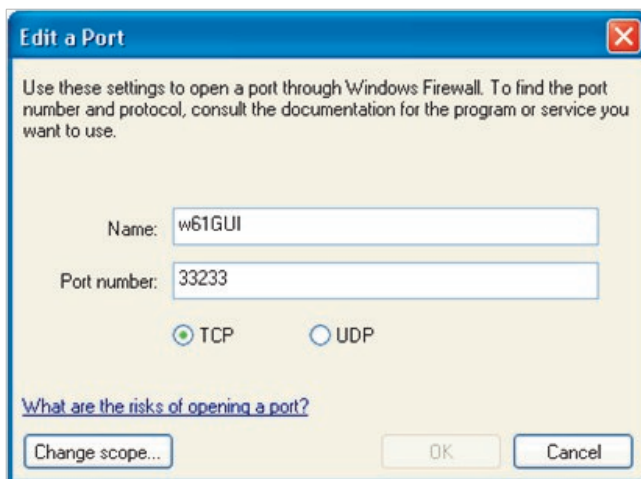 Edit a Port
Use these settings to open a port through Windows Firewall. To find the port
number and protocol, consult the documentation for the program or service you
want to use.
Name: w61GUI
Port number: 33233
TCP UDP
What are the risks of opening a port?
Change scope... OK Cancel